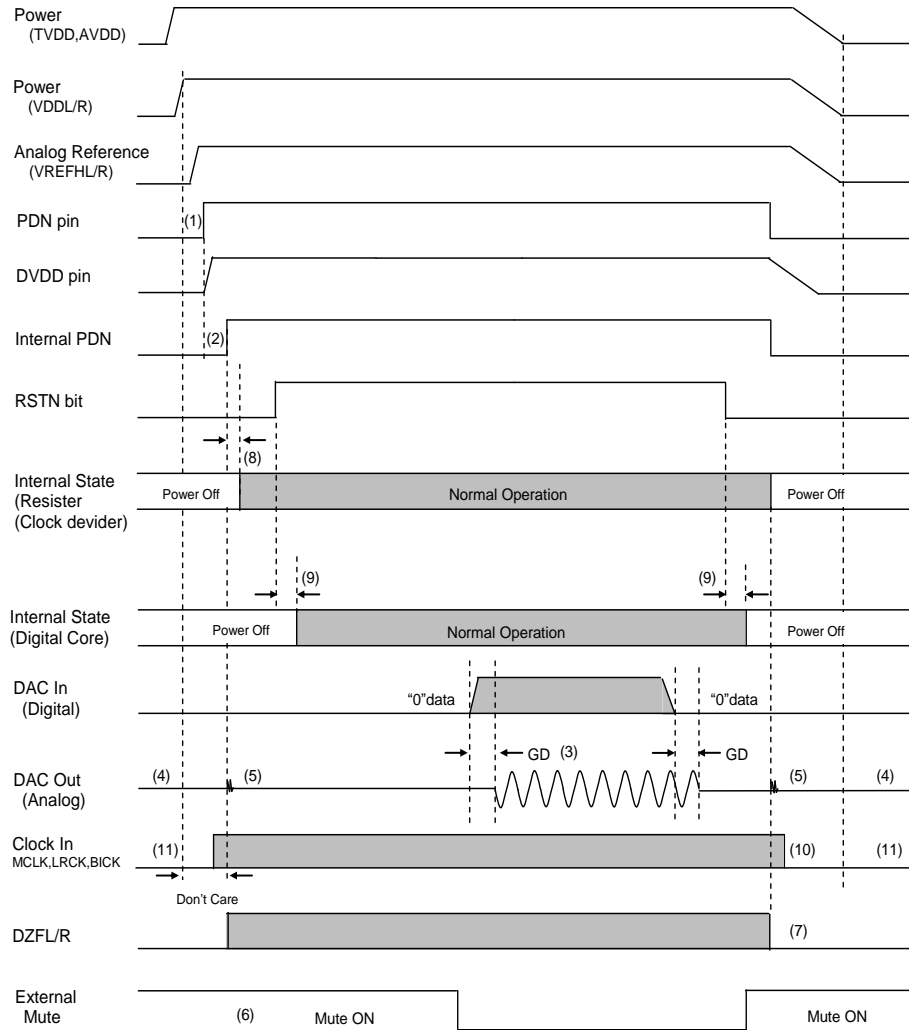 Power
(TVDD,AVDD)
Power
(VDDL/R)
Analog Reference
(VREFHL/R)
PDN pin
(1)
DVDD pin
Internal PDN
(2)
RSTN bit
(8)
Internal State
(Resister
(Clock devider)
Power Off
Normal Operation
Power Off
(9)
(9)
Internal State
(Digital Core)
Power Off
Normal Operation
Power Off
DAC In
(Digital)
“0”data
“0”data
GD
(3)
GD
DAC Out
(Analog)
(4)
(5)
(5)
(4)
Clock In
MCLK,LRCK,BICK
(11)
(10)
(11)
Don’t Care
DZFL/R
(7)
External
Mute
(6)
Mute ON
Mute ON